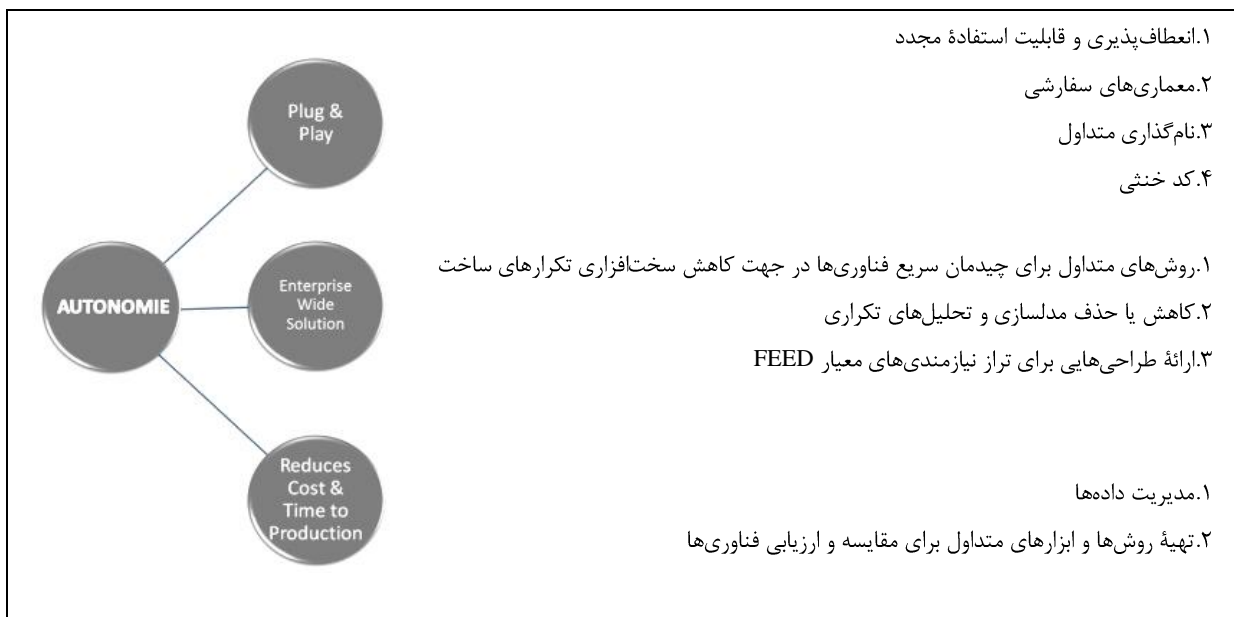 ۱.انعطاف‌پذیری و قابلیت استفادهٔ مجدد
۲.معماری‌های سفارشی
۳.نام‌گذاری متداول
۴.کد خنثی
Plug &
Play
۱.روش‌های متداول برای چیدمان سریع فناوری‌ها در جهت کاهش سخت‌افزاری تکرارهای ساخت
۲.کاهش یا حذف مدلسازی و تحلیل‌های تکراری
۳.ارائهٔ طراحی‌هایی برای تراز نیازمندی‌های معیار FEED
AUTONOMIE
Enterprise
Wide
Solution
۱.مدیریت داده‌ها
۲.تهیهٔ روش‌ها و ابزارهای متداول برای مقایسه و ارزیابی فناوری‌ها
Reduces
Cost &
Time to
Production